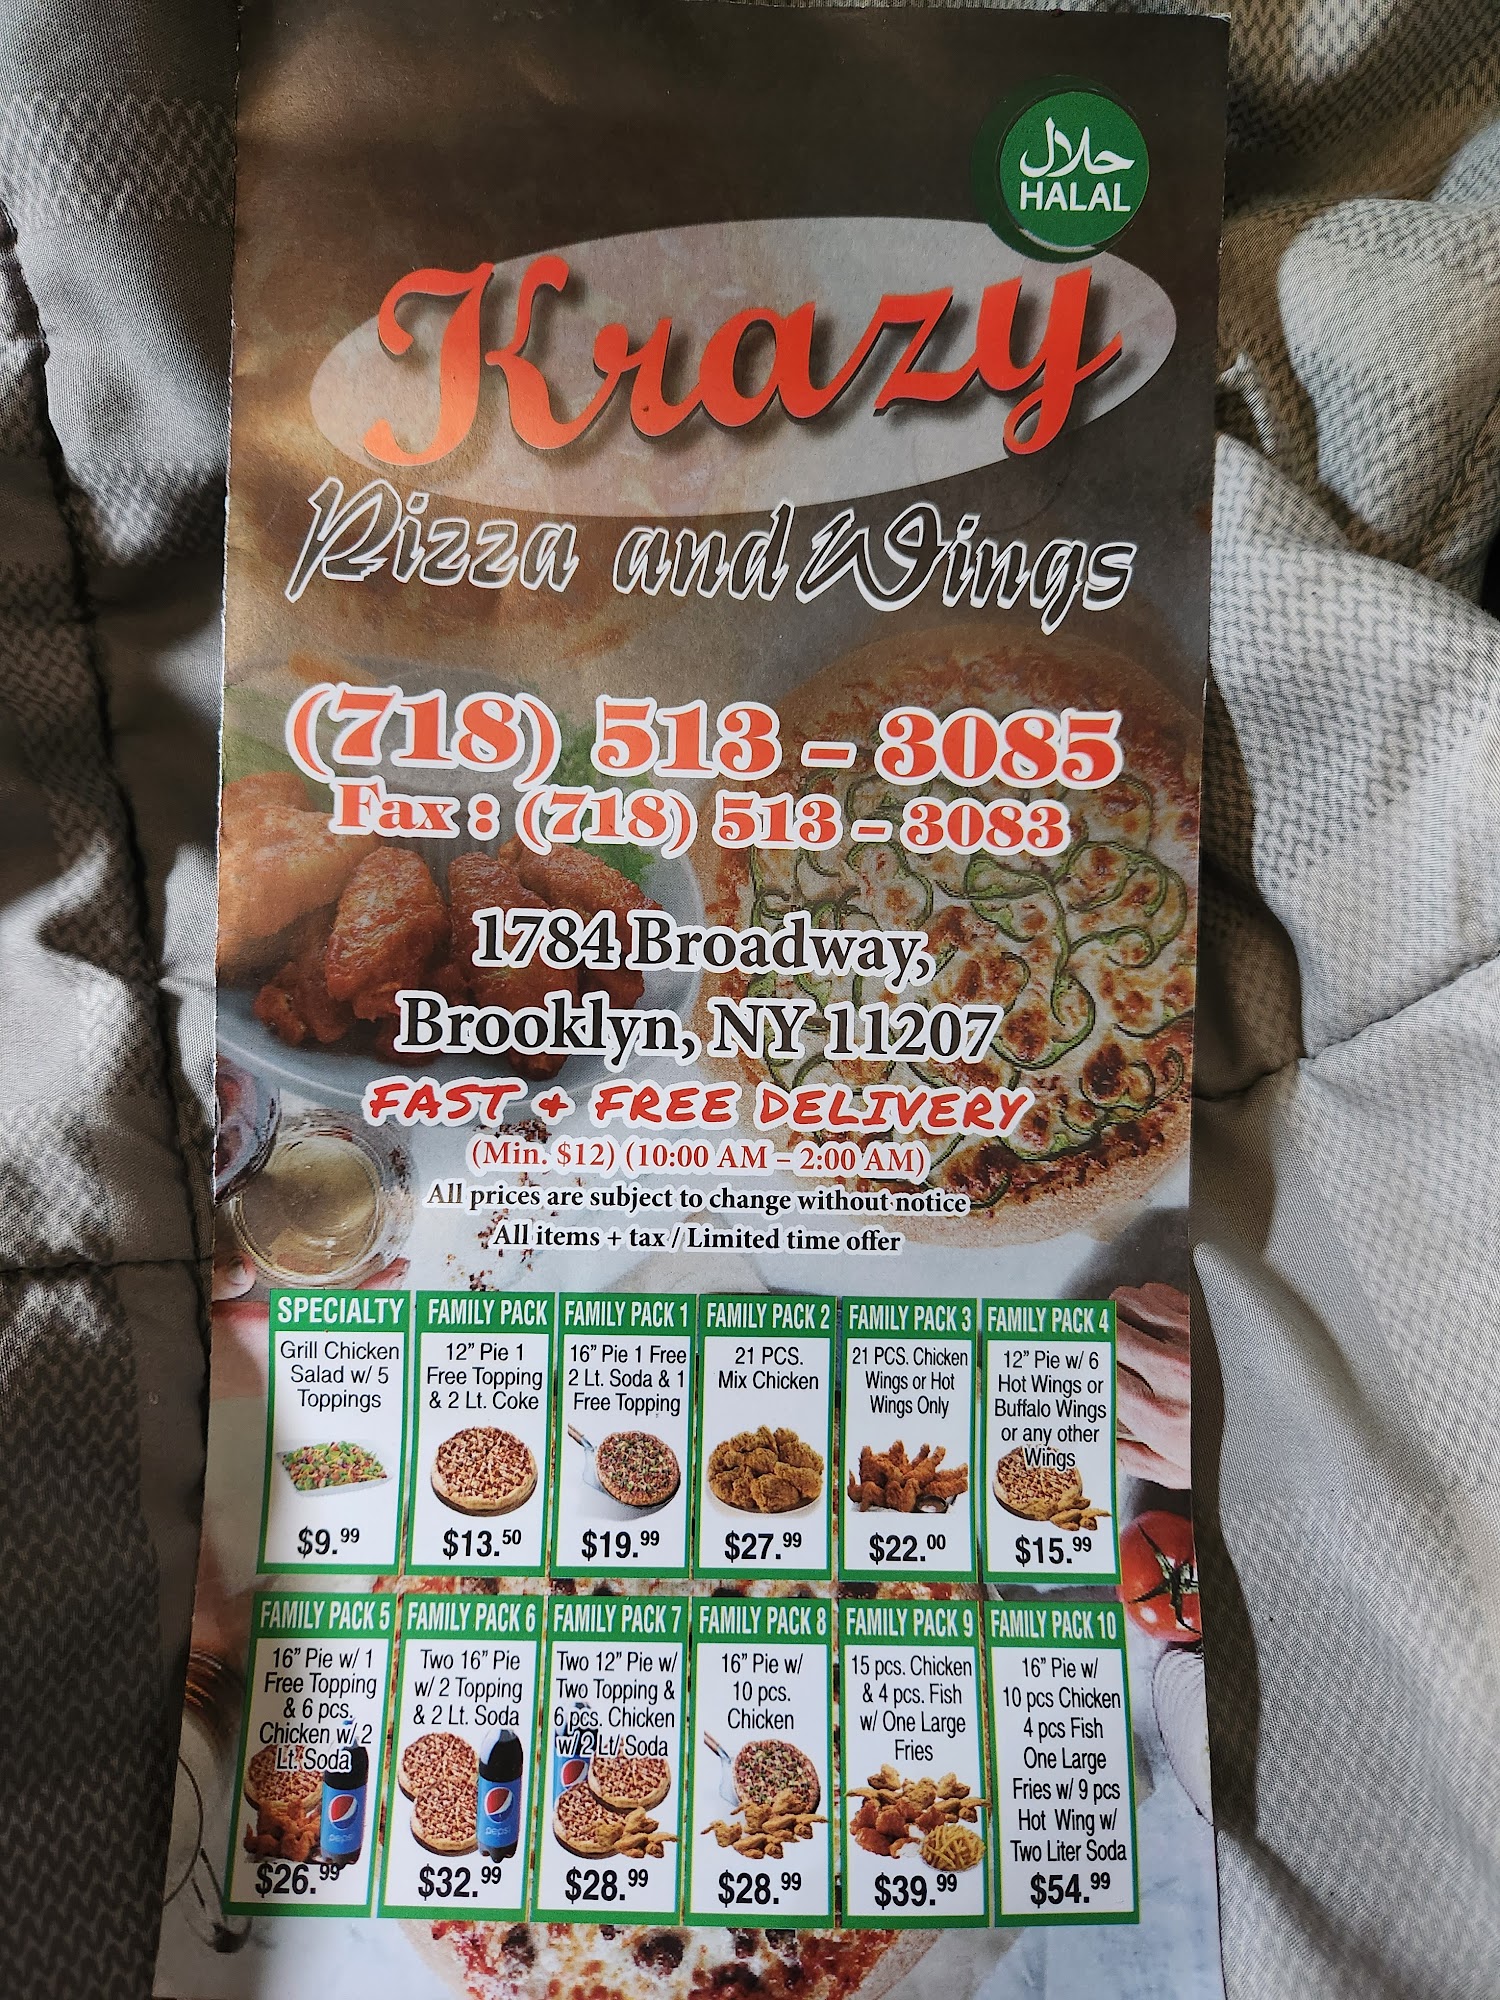 حلال
HALAL
Krazy
Pizza and Wings
(718) 513 - 3085
Fax : (718) 513 - 3083
1784 Broadway,
Brooklyn, NY 11207
FAST & FREE DELIVERY
(Min. $12) (10:00 AM – 2:00 AM)
All prices are subject to change without notice
All items + tax / Limited time offer
SPECIALTY
Grill Chicken
Salad w/ 5
Toppings
$9.99
FAMILY PACK
12” Pie 1
Free Topping
& 2 Lt. Coke
$13.50
FAMILY PACK 1
16” Pie 1 Free
2 Lt. Soda & 1
Free Topping
$19.99
FAMILY PACK 2
21 PCS.
Mix Chicken
$27.99
FAMILY PACK 3
21 PCS. Chicken
Wings or Hot
Wings Only
$22.00
FAMILY PACK 4
12” Pie w/ 6
Hot Wings or
Buffalo Wings
or any other
Wings
$15.99
FAMILY PACK 5
16” Pie w/ 1
Free Topping
& 6 pcs.
Chicken w/ 2
Lt. Soda
pepsi
$26.99
FAMILY PACK 6
Two 16” Pie
w/ 2 Topping
& 2 Lt. Soda
pepsi
$32.99
FAMILY PACK 7
Two 12” Pie w/
Two Topping &
6 pcs. Chicken
w/ 2 Lt/ Soda
$28.99
FAMILY PACK 8
16” Pie w/
10 pcs.
Chicken
$28.99
FAMILY PACK 9
15 pcs. Chicken
& 4 pcs. Fish
w/ One Large
Fries
$39.99
FAMILY PACK 10
16” Pie w/
10 pcs Chicken
4 pcs Fish
One Large
Fries w/ 9 pcs
Hot Wing w/
Two Liter Soda
$54.99